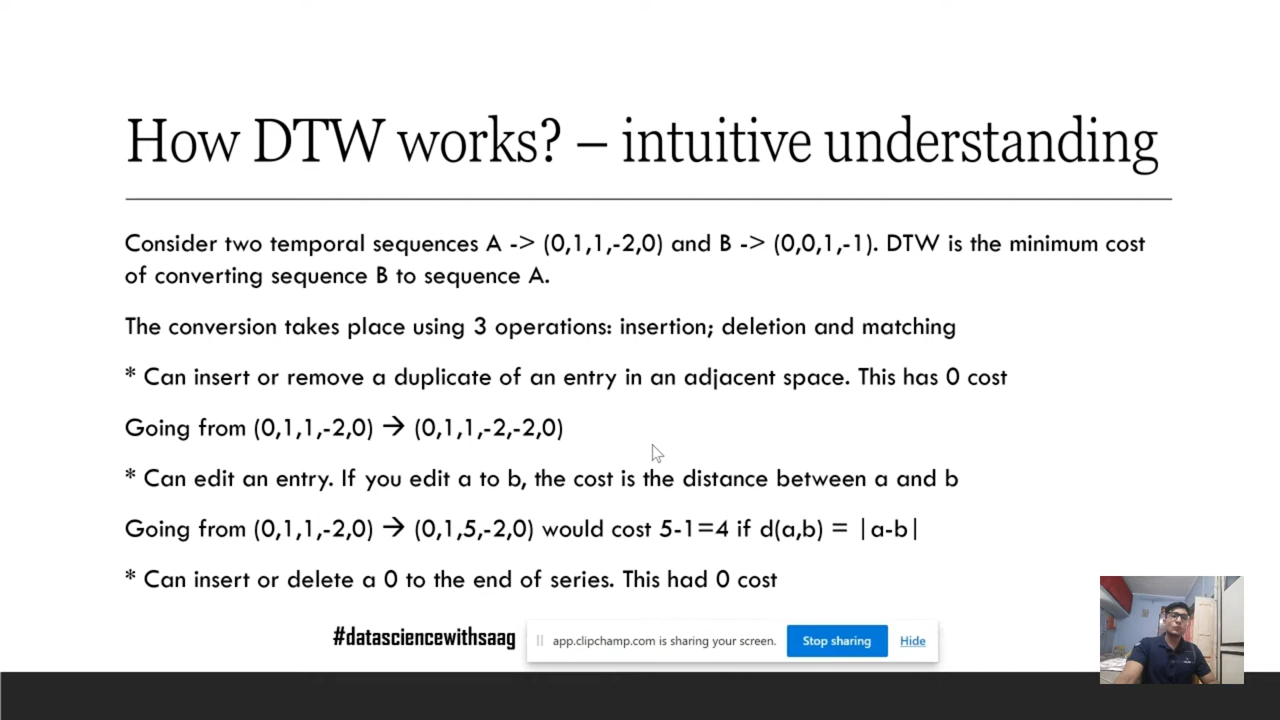 How DTW works? – intuitive understanding
Consider two temporal sequences A -> (0,1,1,-2,0) and B -> (0,0,1,-1). DTW is the minimum cost
of converting sequence B to sequence A.
The conversion takes place using 3 operations: insertion; deletion and matching
* Can insert or remove a duplicate of an entry in an adjacent space. This has 0 cost
Going from (0,1,1,-2,0) → (0,1,1,-2,-2,0)
* Can edit an entry. If you edit a to b, the cost is the distance between a and b
Going from (0,1,1,-2,0) → (0,1,5,-2,0) would cost 5-1=4 if d(a,b) = |a-b|
* Can insert or delete a 0 to the end of series. This had 0 cost
#datasciencewithsaag
app.clipchamp.com is sharing your screen. Stop sharing Hide